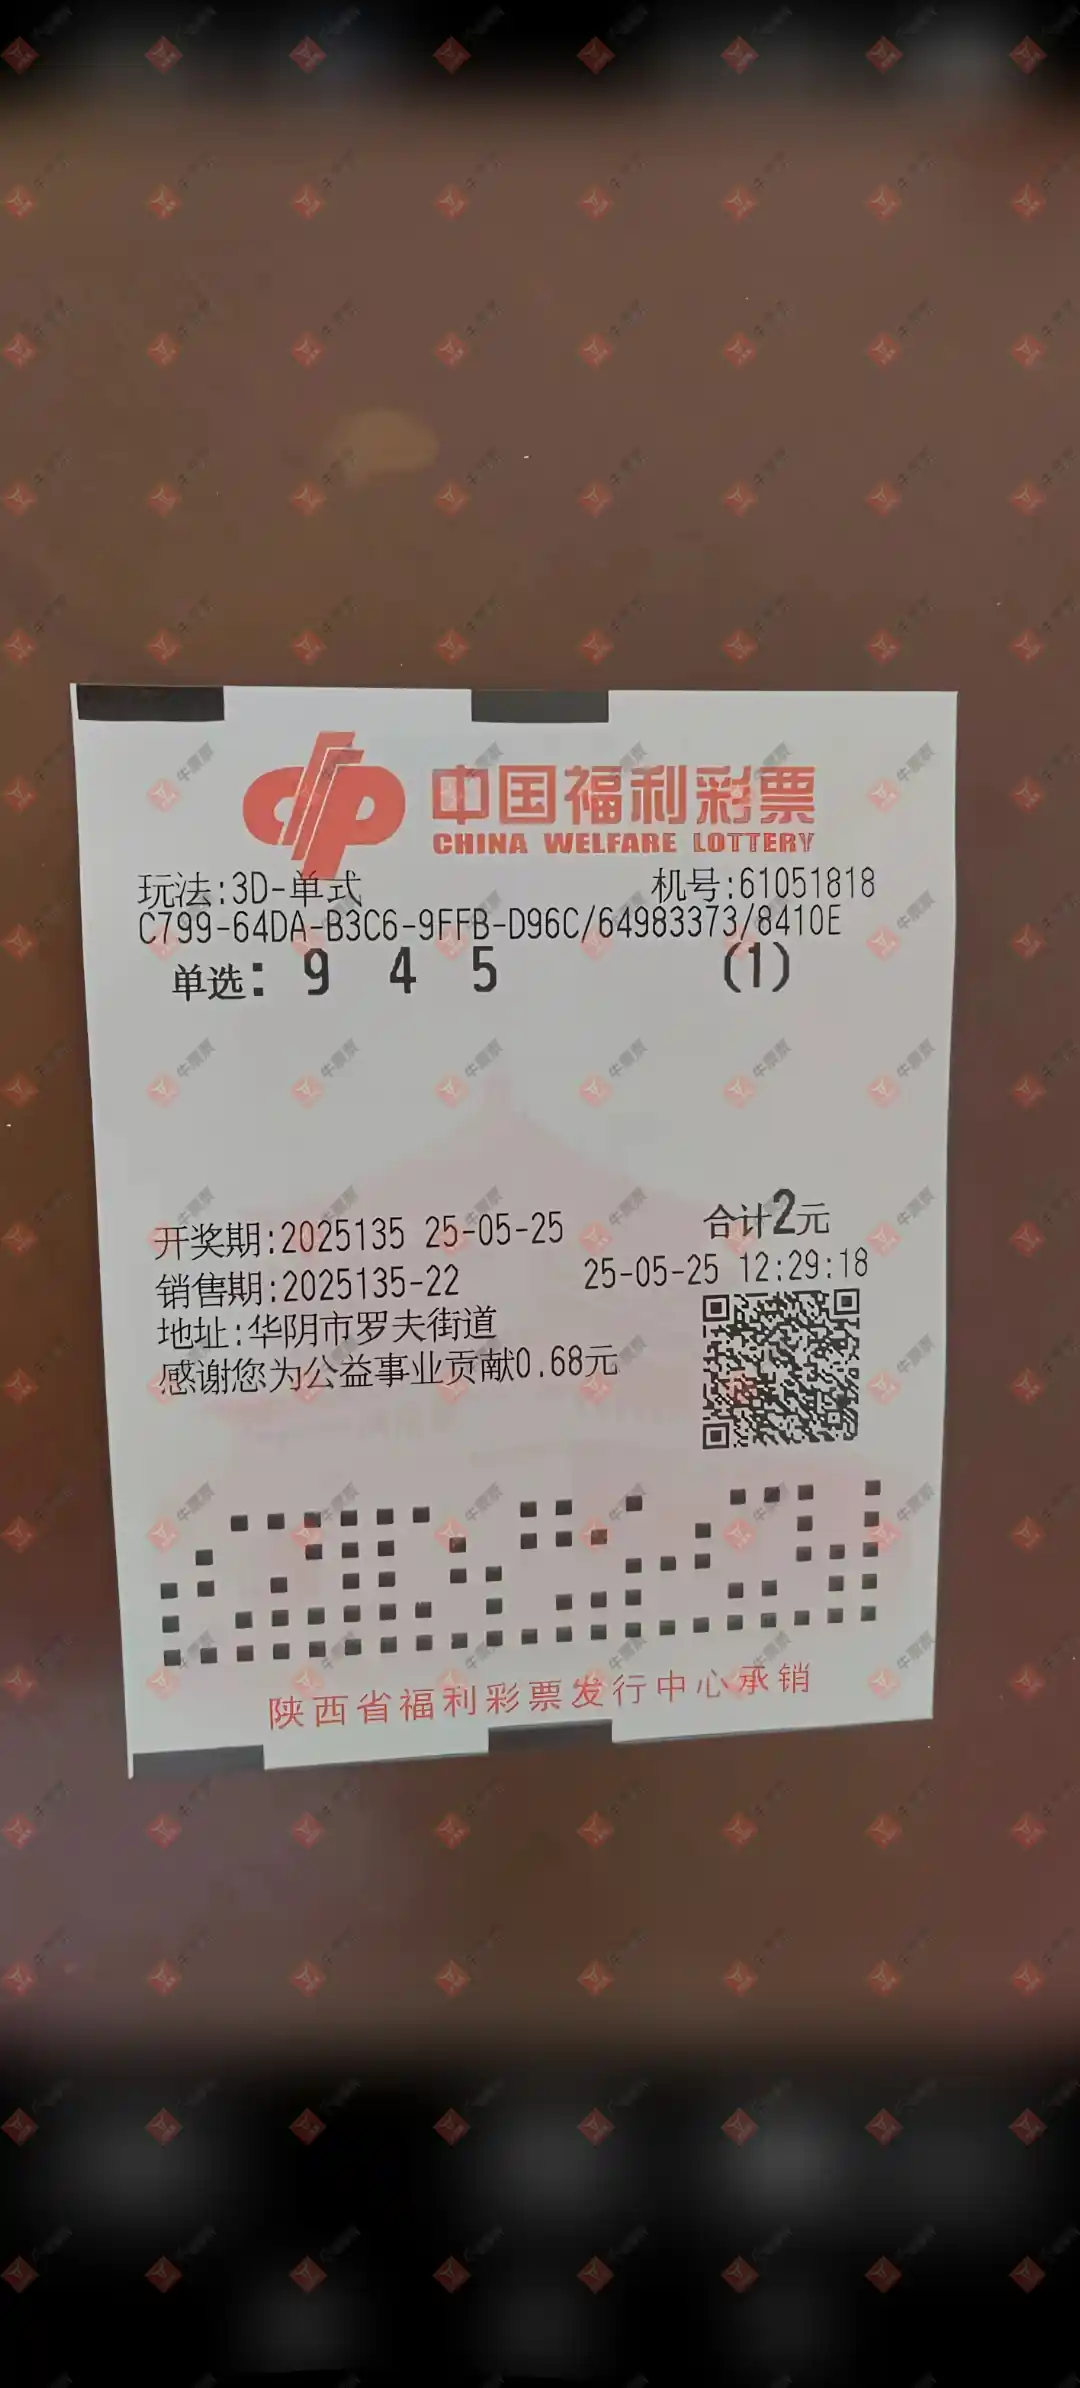 中国福利彩票
CHINA WELFARE LOTTERY
玩法:3D-单式 机号:61051818
C799-64DA-B3C6-9FFB-D96C/64983373/8410E
单选: 9 4 5 (1)
开奖期:2025135 25-05-25 合计2元
销售期:2025135-22 25-05-25 12:29:18
地址:华阴市罗夫街道
感谢您为公益事业贡献0.68元
陕西省福利彩票发行中心承销